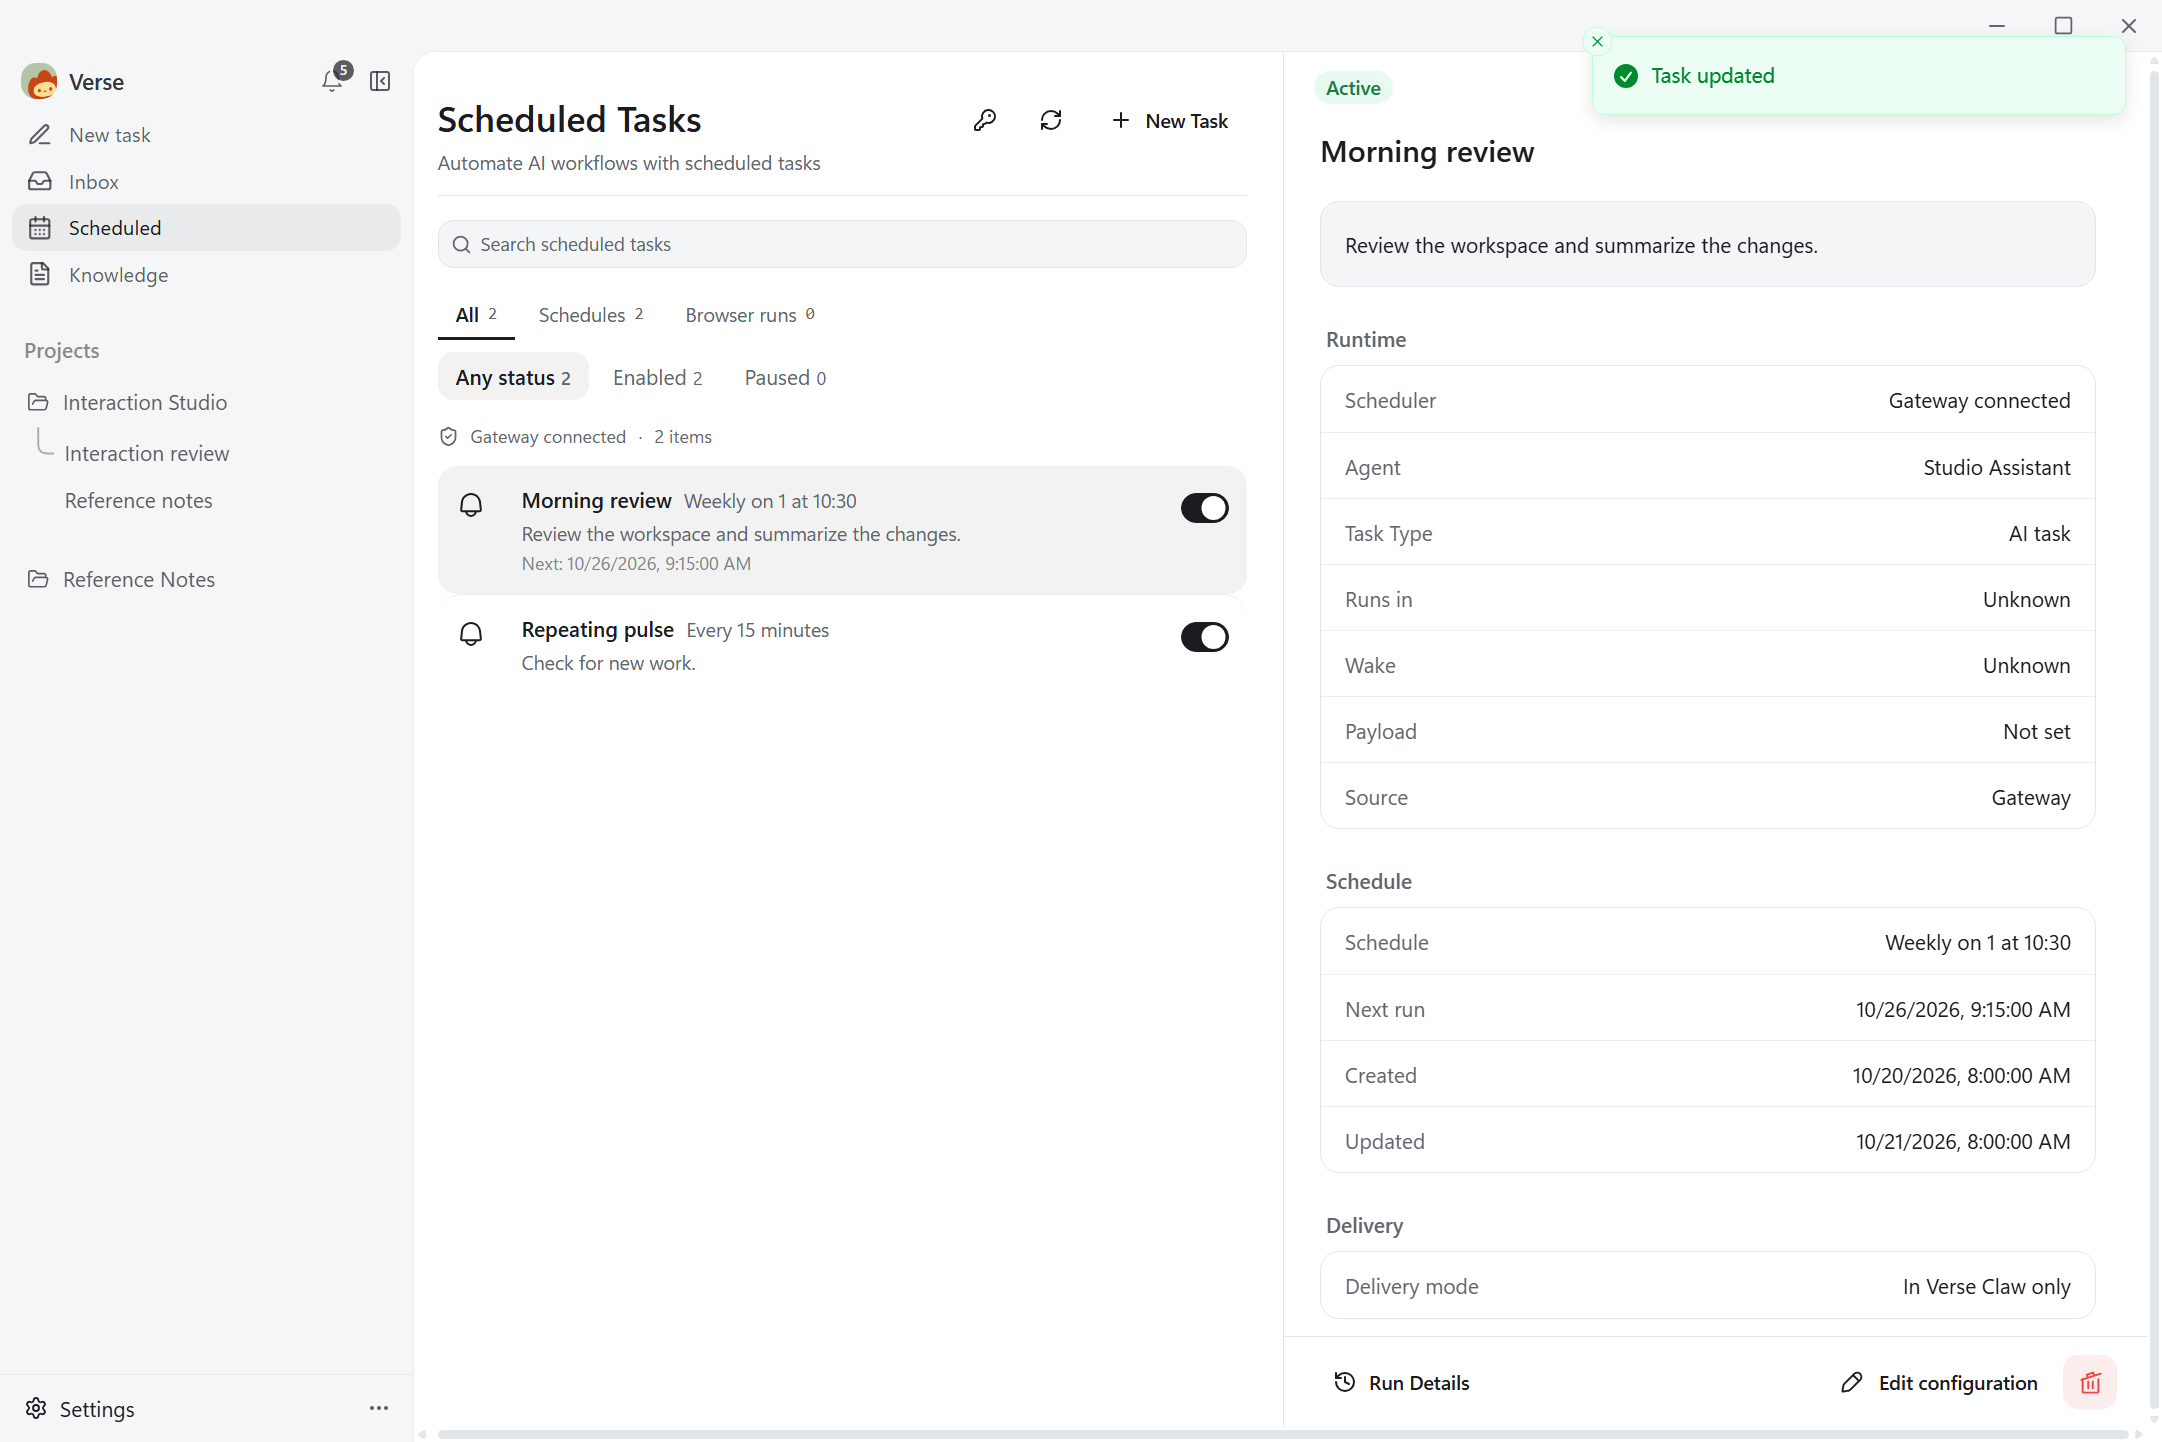 Verse
5
New task
Inbox
Scheduled
Knowledge
Projects
Interaction Studio
Interaction review
Reference notes
Reference Notes
Settings
Scheduled Tasks
New Task
Automate AI workflows with scheduled tasks
Search scheduled tasks
All 2
Schedules 2
Browser runs 0
Any status 2
Enabled 2
Paused 0
Gateway connected · 2 items
Morning review Weekly on 1 at 10:30
Review the workspace and summarize the changes.
Next: 10/26/2026, 9:15:00 AM
Repeating pulse Every 15 minutes
Check for new work.
Active
Task updated
Morning review
Review the workspace and summarize the changes.
Runtime
Scheduler Gateway connected
Agent Studio Assistant
Task Type AI task
Runs in Unknown
Wake Unknown
Payload Not set
Source Gateway
Schedule
Schedule Weekly on 1 at 10:30
Next run 10/26/2026, 9:15:00 AM
Created 10/20/2026, 8:00:00 AM
Updated 10/21/2026, 8:00:00 AM
Delivery
Delivery mode In Verse Claw only
Run Details
Edit configuration